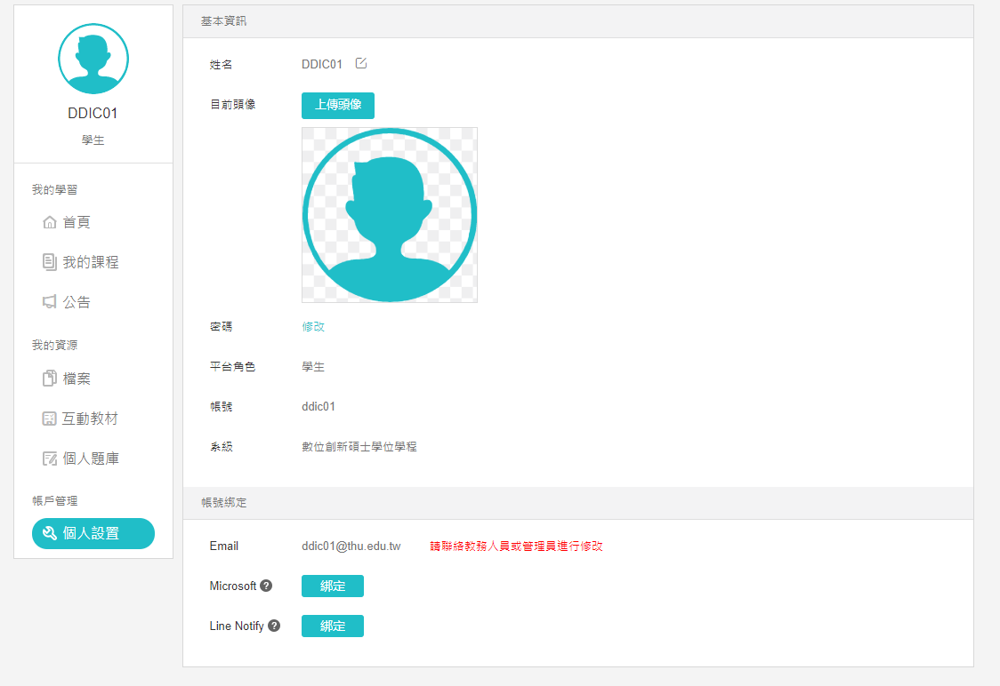 DDIC01
學生
我的學習
首頁
我的課程
公告
我的資源
檔案
互動教材
個人題庫
帳戶管理
個人設置
基本資訊
姓名 DDIC01
目前頭像 上傳頭像
密碼 修改
平台角色 學生
帳號 ddic01
系級 數位創新碩士學位學程
帳號綁定
Email ddic01@thu.edu.tw 請聯絡教務人員或管理員進行修改
Microsoft ? 綁定
Line Notify ? 綁定